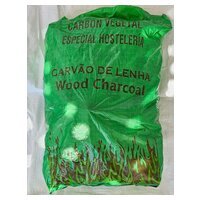 CARBON VEGETAL
ESPECIAL HOSTELERIA
CARVÃO DE LENHA
Wood Charcoal